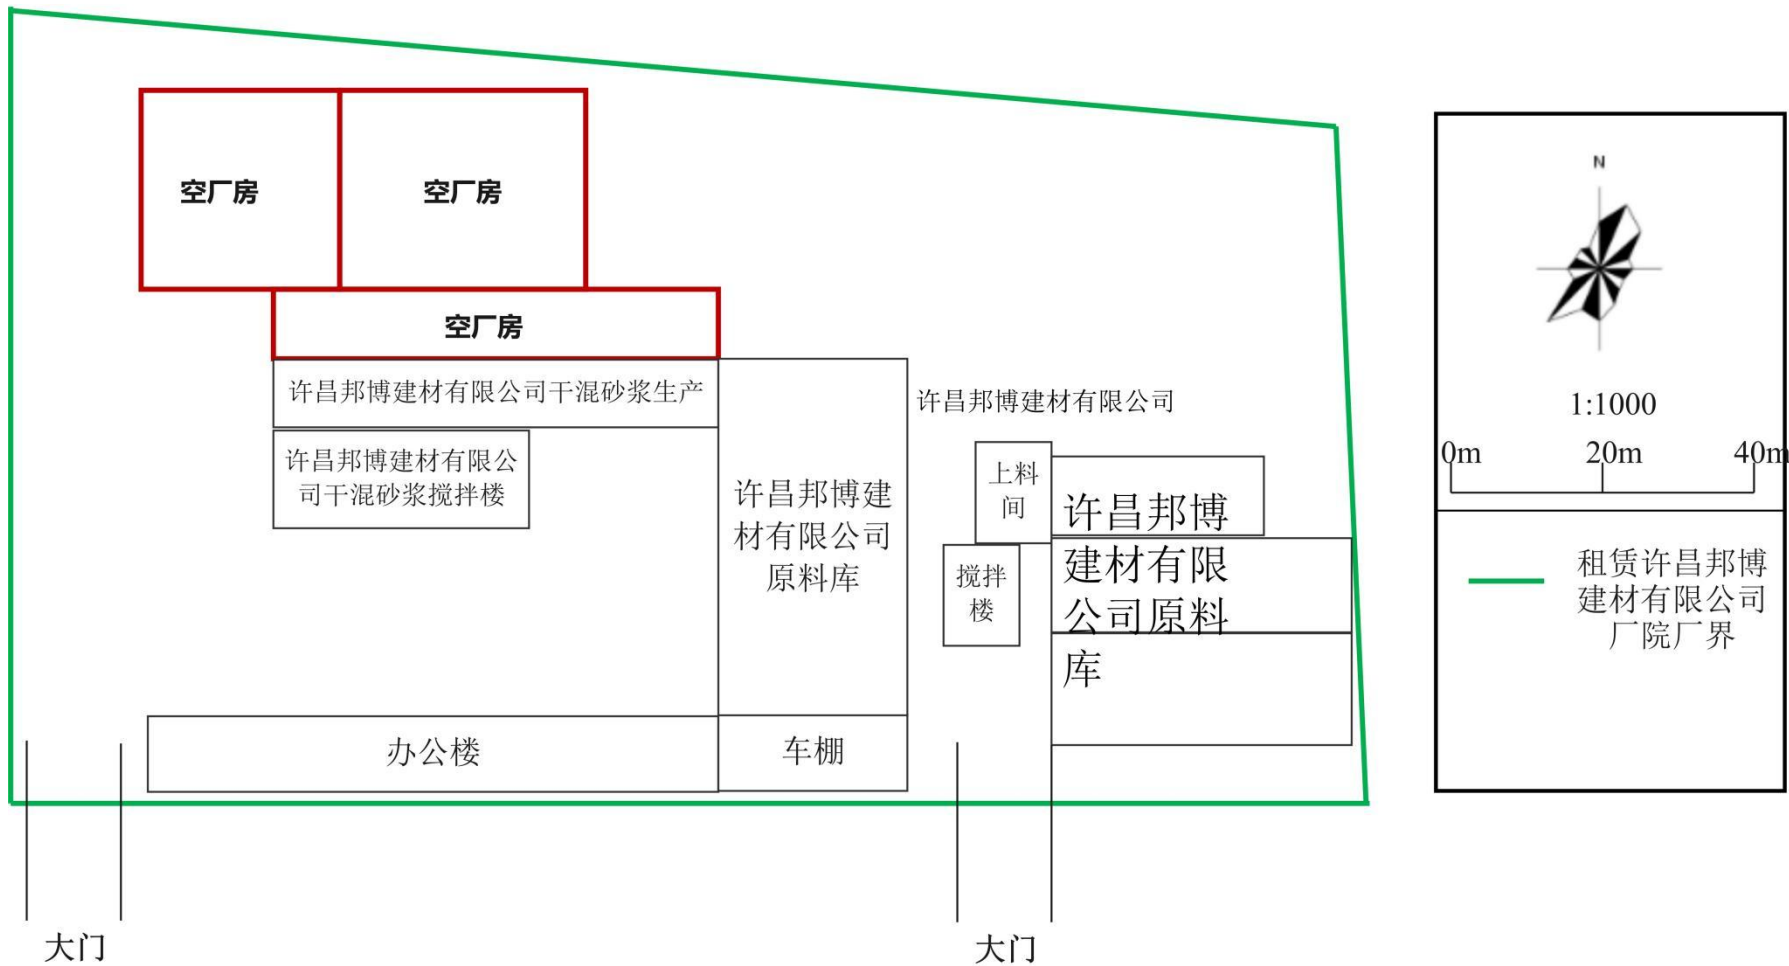 空厂房
空厂房
空厂房
许昌邦博建材有限公司干混砂浆生产
许昌邦博建材有限公
司干混砂浆搅拌楼
许昌邦博建
材有限公司
原料库
许昌邦博建材有限公司
上料
间
搅拌
楼
许昌邦博
建材有限
公司原料
库
办公楼
车棚
大门
大门
N
1:1000
0m
20m
40m
租赁许昌邦博
建材有限公司
厂院厂界